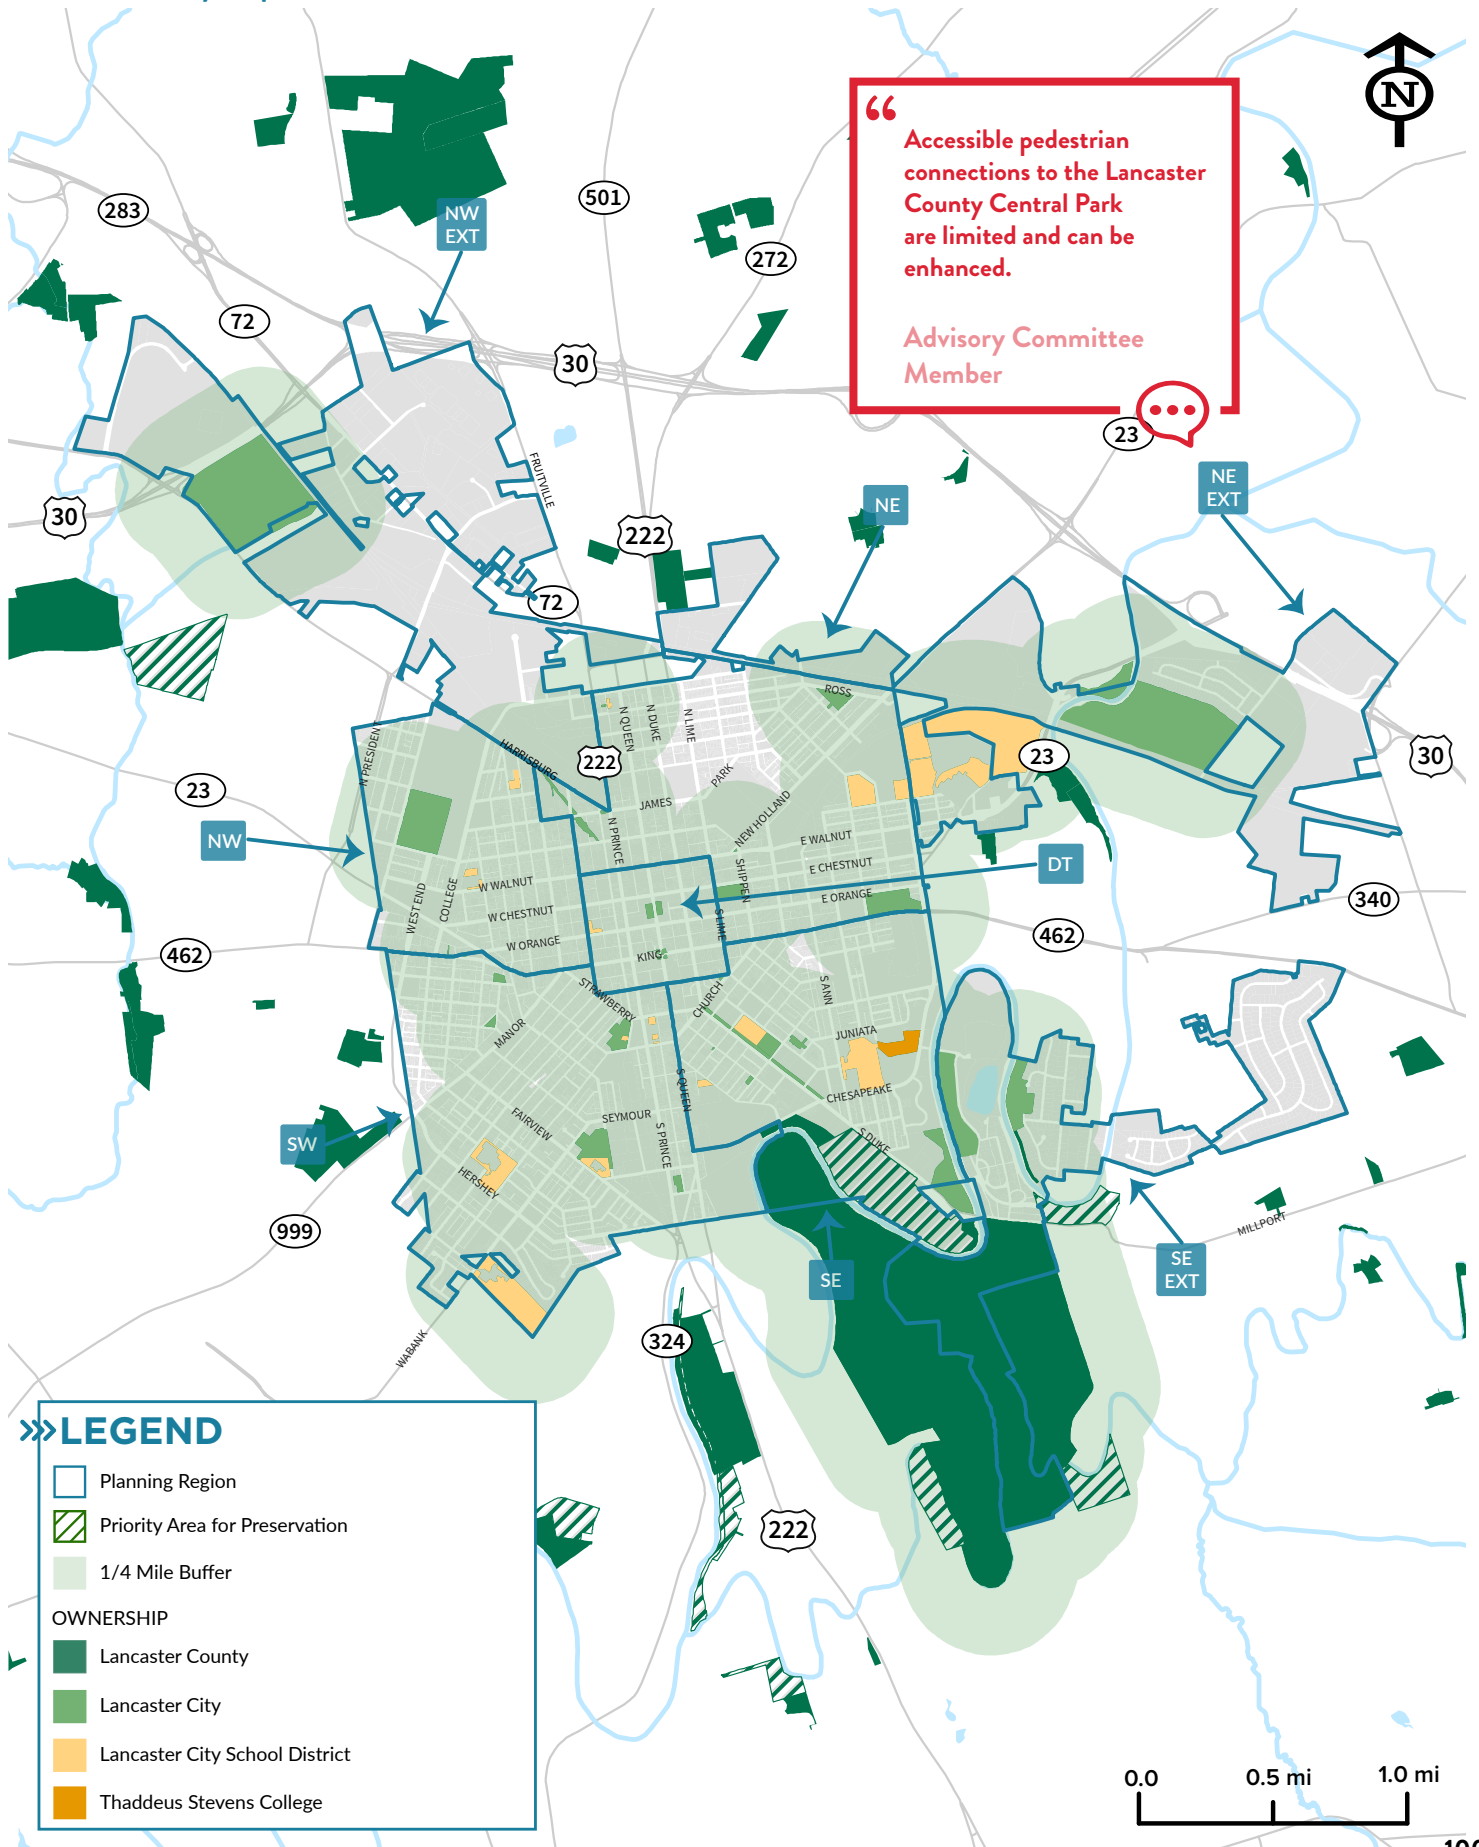 N
“
Accessible pedestrian
connections to the Lancaster
County Central Park
are limited and can be
enhanced.
Advisory Committee
Member
283
501
NW
EXT
272
72
30
23
FRUITVILLE
NE
EXT
30
NE
222
72
ROSS
N QUEEN
N DUKE
N LIME
N PRESIDENT
HARRISBURG
222
23
30
PARK
23
JAMES
NEW HOLLAND
N PRINCE
NW
E WALNUT
DT
E CHESTNUT
SHIPPEN
W WALNUT
WEST END
COLLEGE
E ORANGE
340
W CHESTNUT
S LIME
462
W ORANGE
462
KING
STRAWBERRY
CHURCH
S ANN
MANOR
JUNIATA
S QUEEN
CHESAPEAKE
FAIRVIEW
SEYMOUR
S PRINCE
S DUKE
SW
HERSHEY
999
MILLPORT
SE
SE
EXT
324
WABANK
LEGEND
Planning Region
222
Priority Area for Preservation
1/4 Mile Buffer
OWNERSHIP
Lancaster County
Lancaster City
Lancaster City School District
Thaddeus Stevens College
0.0
0.5 mi
1.0 mi